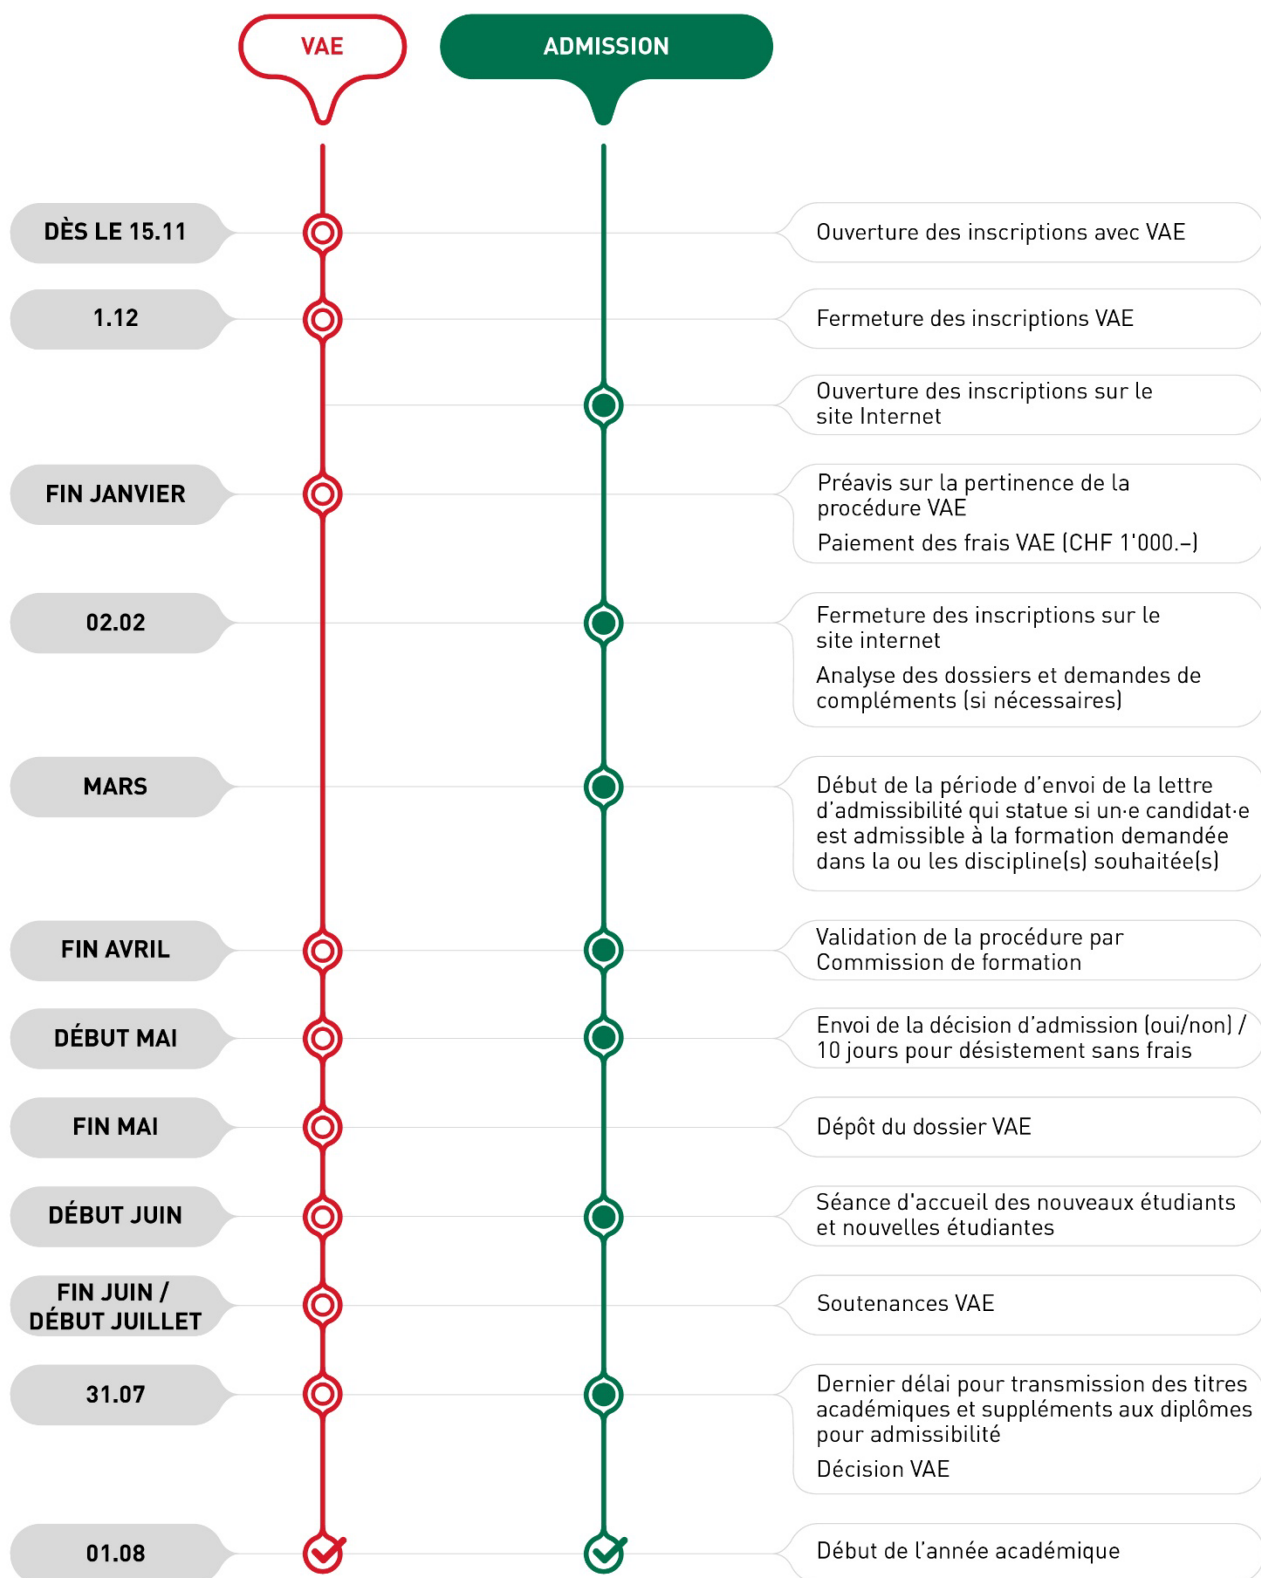 VAE
ADMISSION
DÈS LE 15.11
Ouverture des inscriptions avec VAE
1.12
Fermeture des inscriptions VAE
Ouverture des inscriptions sur le
site Internet
FIN JANVIER
Préavis sur la pertinence de la
procédure VAE
Paiement des frais VAE (CHF 1'000.–)
02.02
Fermeture des inscriptions sur le
site internet
Analyse des dossiers et demandes de
compléments (si nécessaires)
MARS
Début de la période d’envoi de la lettre
d’admissibilité qui statue si un·e candidat·e
est admissible à la formation demandée
dans la ou les discipline(s) souhaitée(s)
FIN AVRIL
Validation de la procédure par
Commission de formation
DÉBUT MAI
Envoi de la décision d’admission (oui/non) /
10 jours pour désistement sans frais
FIN MAI
Dépôt du dossier VAE
DÉBUT JUIN
Séance d'accueil des nouveaux étudiants
et nouvelles étudiantes
FIN JUIN /
DÉBUT JUILLET
Soutenances VAE
31.07
Dernier délai pour transmission des titres
académiques et suppléments aux diplômes
pour admissibilité
Décision VAE
01.08
Début de l’année académique